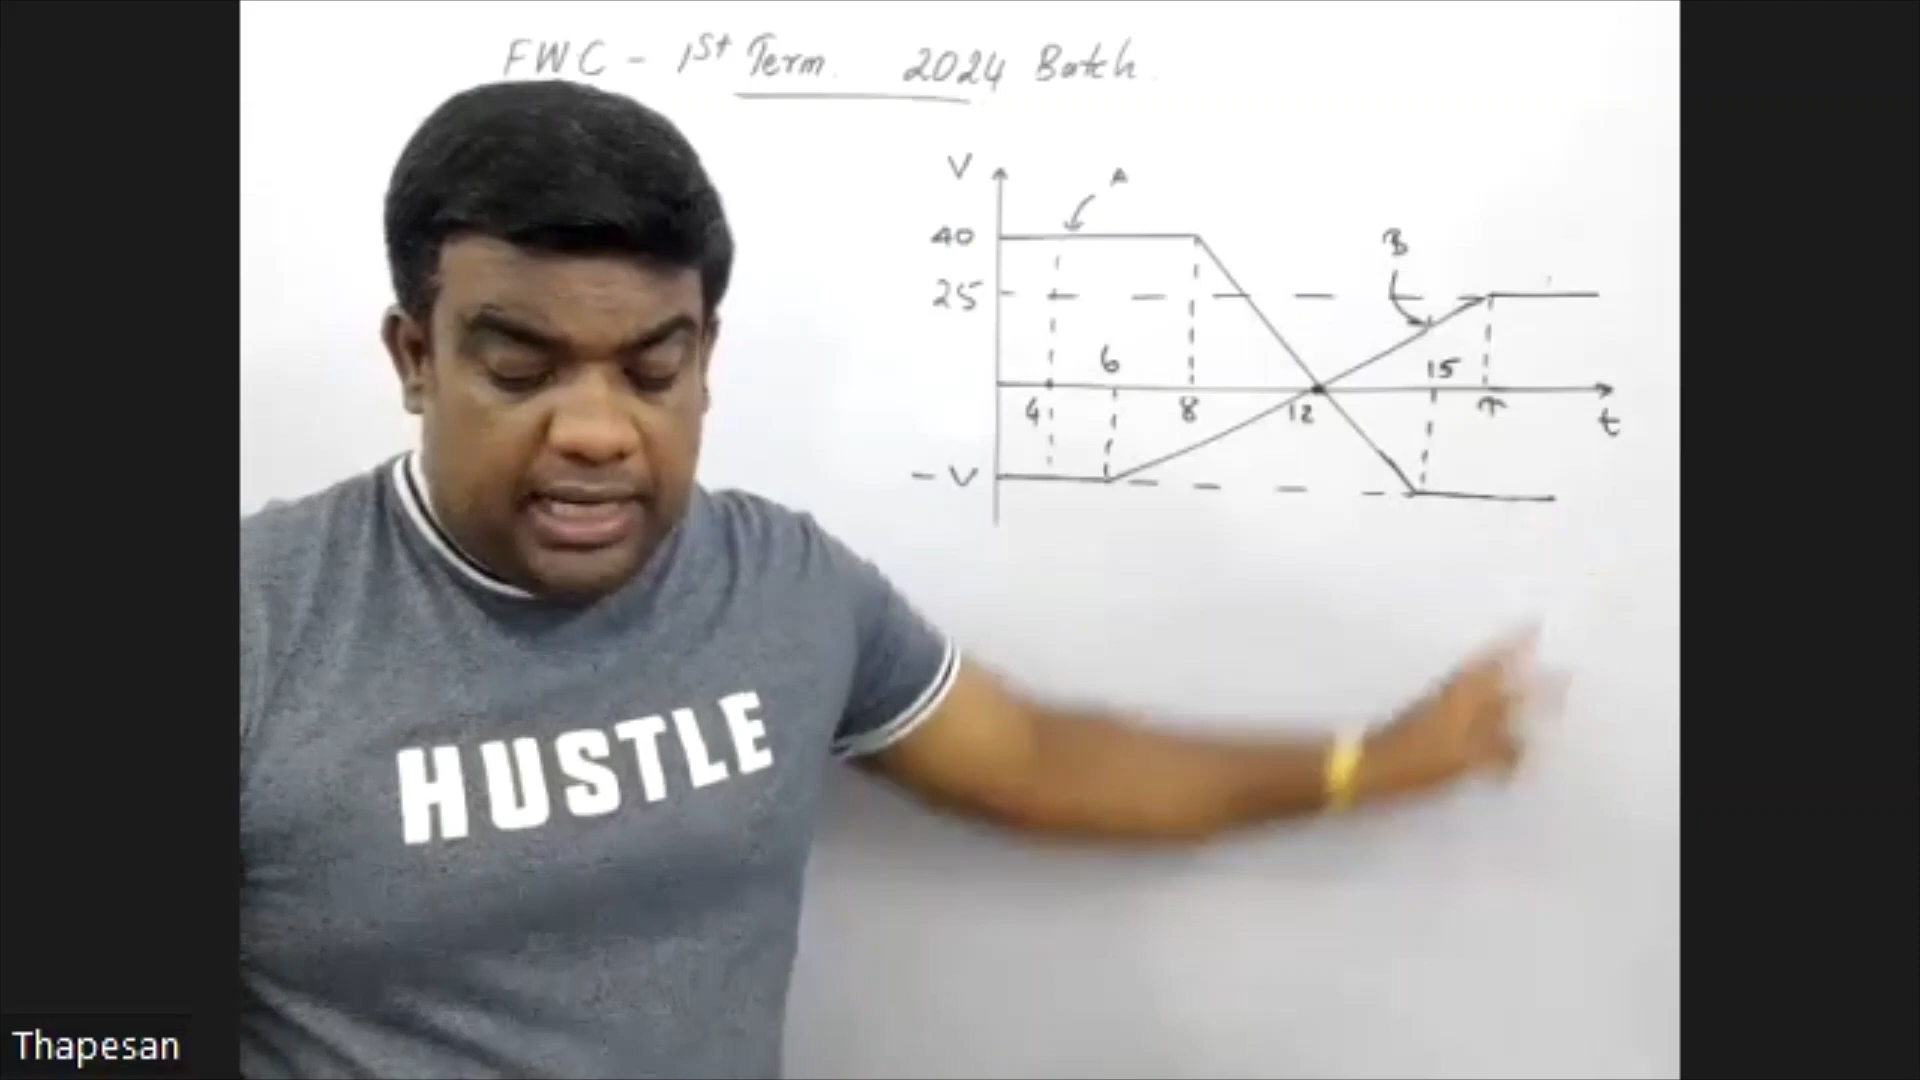 FWC - 1st Term. 2024 Batch.
V
A
40
B
25
6
15
4
8
12
T
t
- V
HUSTLE
Thapesan